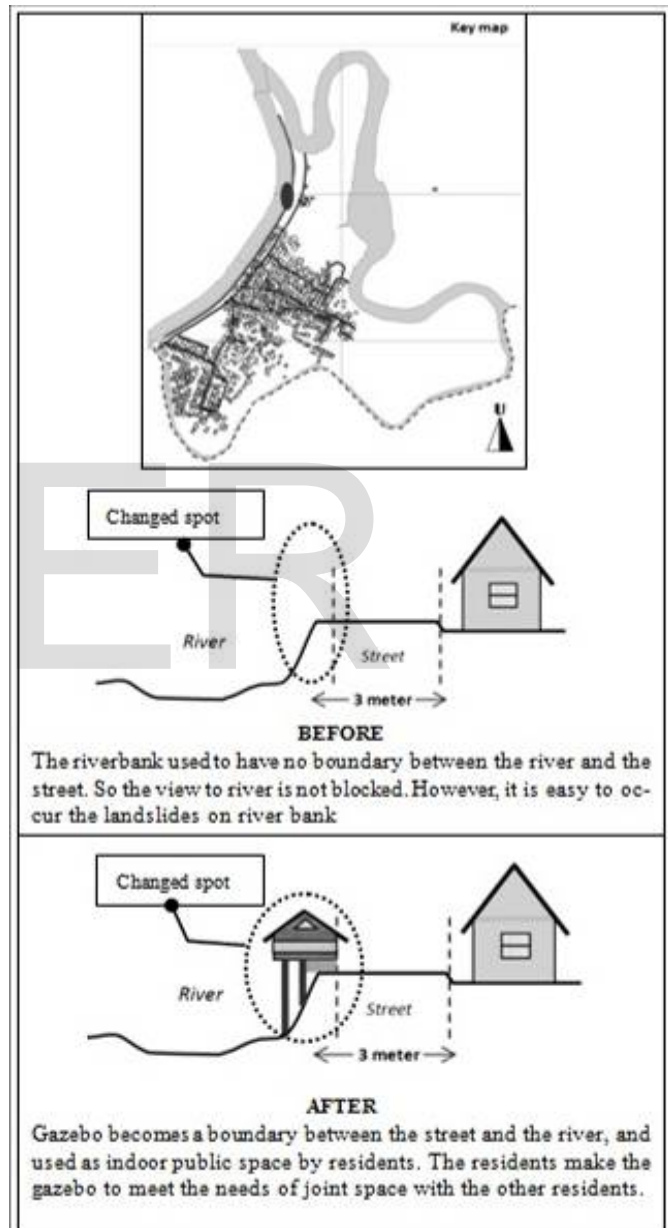 Key map
U
ER
Changed spot
River
Street
3 meter
BEFORE
The riverbank used to have no boundary between the river and the
street. So the view to river is not blocked. However, it is easy to oc-
cur the landslides on river bank
Changed spot
River
Street
3 meter
AFTER
Gazebo becomes a boundary between the street and the river, and
used as indoor public space by residents. The residents make the
gazebo to meet the needs of joint space with the other residents.